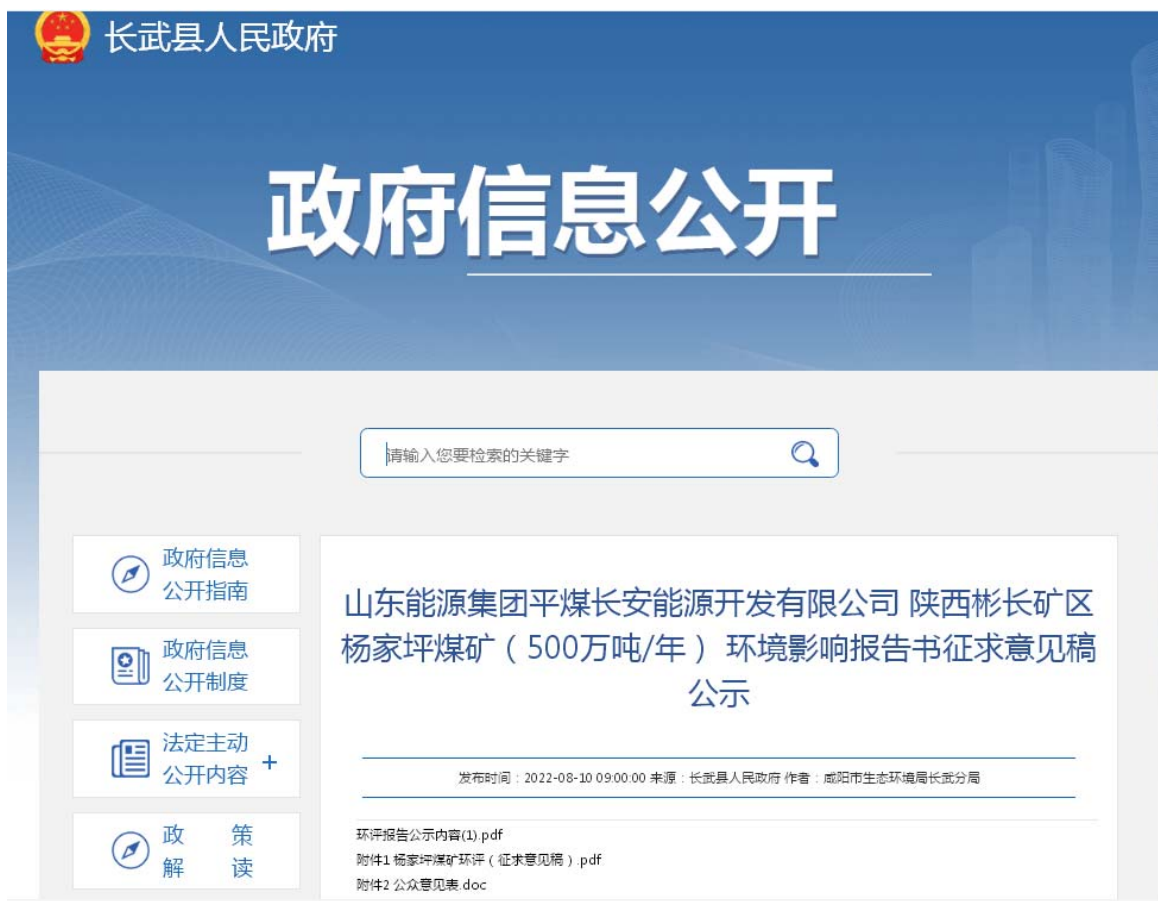 长武县人民政府
政府信息公开
请输入您要检索的关键字
政府信息
公开指南
政府信息
公开制度
法定主动
公开内容 +
政 策
解 读
山东能源集团平煤长安能源开发有限公司 陕西彬长矿区
杨家坪煤矿（500万吨/年） 环境影响报告书征求意见稿
公示
发布时间：2022-08-10 09:00:00 来源：长武县人民政府 作者：咸阳市生态环境局长武分局
环评报告公示内容(1).pdf
附件1 杨家坪煤矿环评（征求意见稿）.pdf
附件2 公众意见表.doc